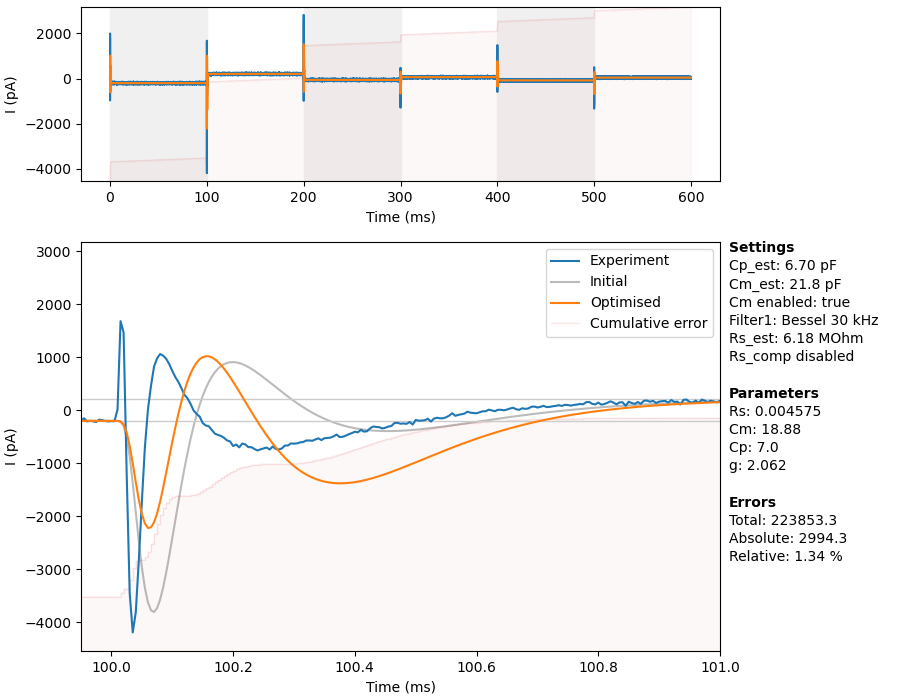 2000
0
−2000
−4000
I (pA)
0
100
200
300
400
500
600
Time (ms)
3000
2000
1000
0
−1000
−2000
−3000
−4000
I (pA)
Experiment
Initial
Optimised
Cumulative error
100.0
100.2
100.4
100.6
100.8
101.0
Time (ms)
Settings
Cp_est: 6.70 pF
Cm_est: 21.8 pF
Cm enabled: true
Filter1: Bessel 30 kHz
Rs_est: 6.18 MOhm
Rs_comp disabled
Parameters
Rs: 0.004575
Cm: 18.88
Cp: 7.0
g: 2.062
Errors
Total: 223853.3
Absolute: 2994.3
Relative: 1.34 %